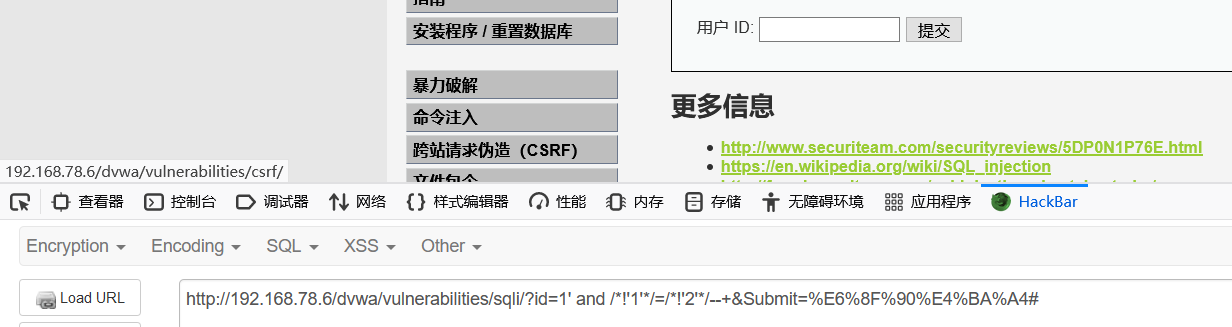 指南
安装程序 / 重置数据库
暴力破解
命令注入
跨站请求伪造（CSRF）
文件包含
用户 ID:
提交
更多信息
http://www.securiteam.com/securityreviews/5DP0N1P76E.html
https://en.wikipedia.org/wiki/SQL_injection
192.168.78.6/dvwa/vulnerabilities/csrf/
查看器 控制台 调试器 网络 样式编辑器 性能 内存 存储 无障碍环境 应用程序 HackBar
Encryption Encoding SQL XSS Other
Load URL
http://192.168.78.6/dvwa/vulnerabilities/sqli/?id=1' and /*!'1'*/=/*!'2'*/--+&Submit=%E6%8F%90%E4%BA%A4#